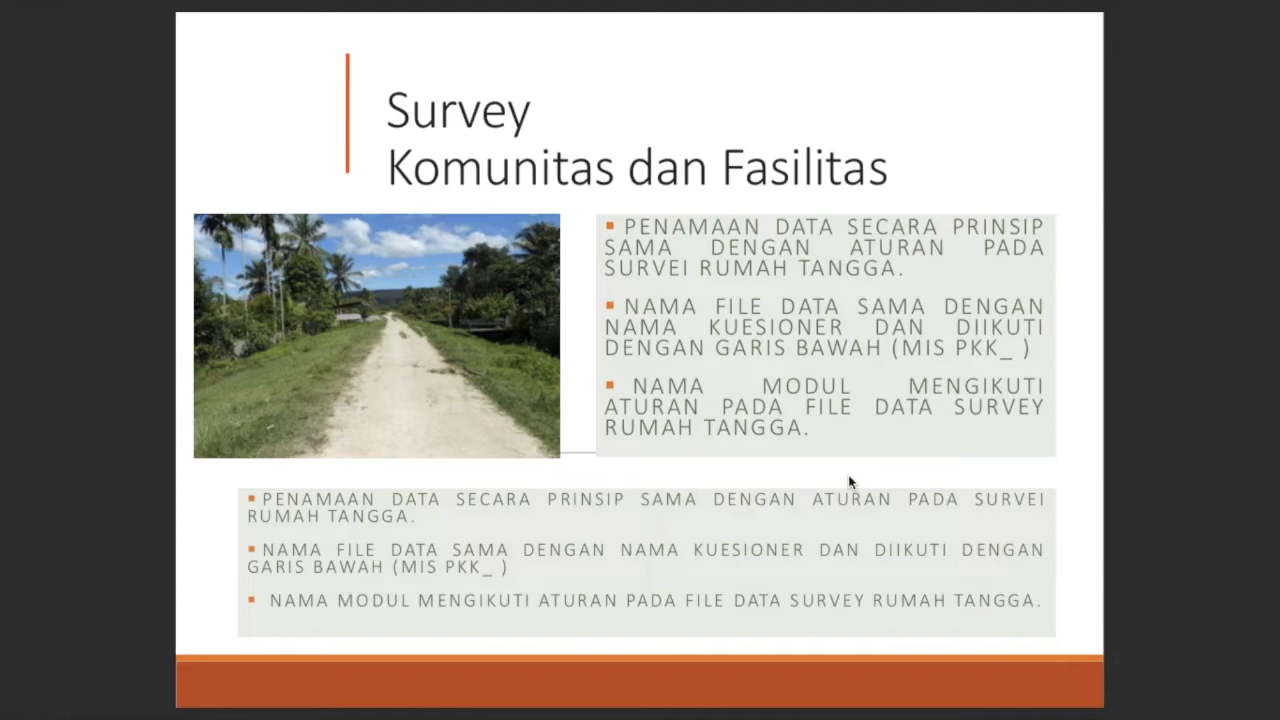 Survey
Komunitas dan Fasilitas
PENAMAAN DATA SECARA PRINSIP
SAMA DENGAN ATURAN PADA
SURVEI RUMAH TANGGA.
NAMA FILE DATA SAMA DENGAN
NAMA KUESIONER DAN DIIKUTI
DENGAN GARIS BAWAH (MIS PKK_ )
NAMA MODUL MENGIKUTI
ATURAN PADA FILE DATA SURVEY
RUMAH TANGGA.
PENAMAAN DATA SECARA PRINSIP SAMA DENGAN ATURAN PADA SURVEI
RUMAH TANGGA.
NAMA FILE DATA SAMA DENGAN NAMA KUESIONER DAN DIIKUTI DENGAN
GARIS BAWAH (MIS PKK_ )
NAMA MODUL MENGIKUTI ATURAN PADA FILE DATA SURVEY RUMAH TANGGA.